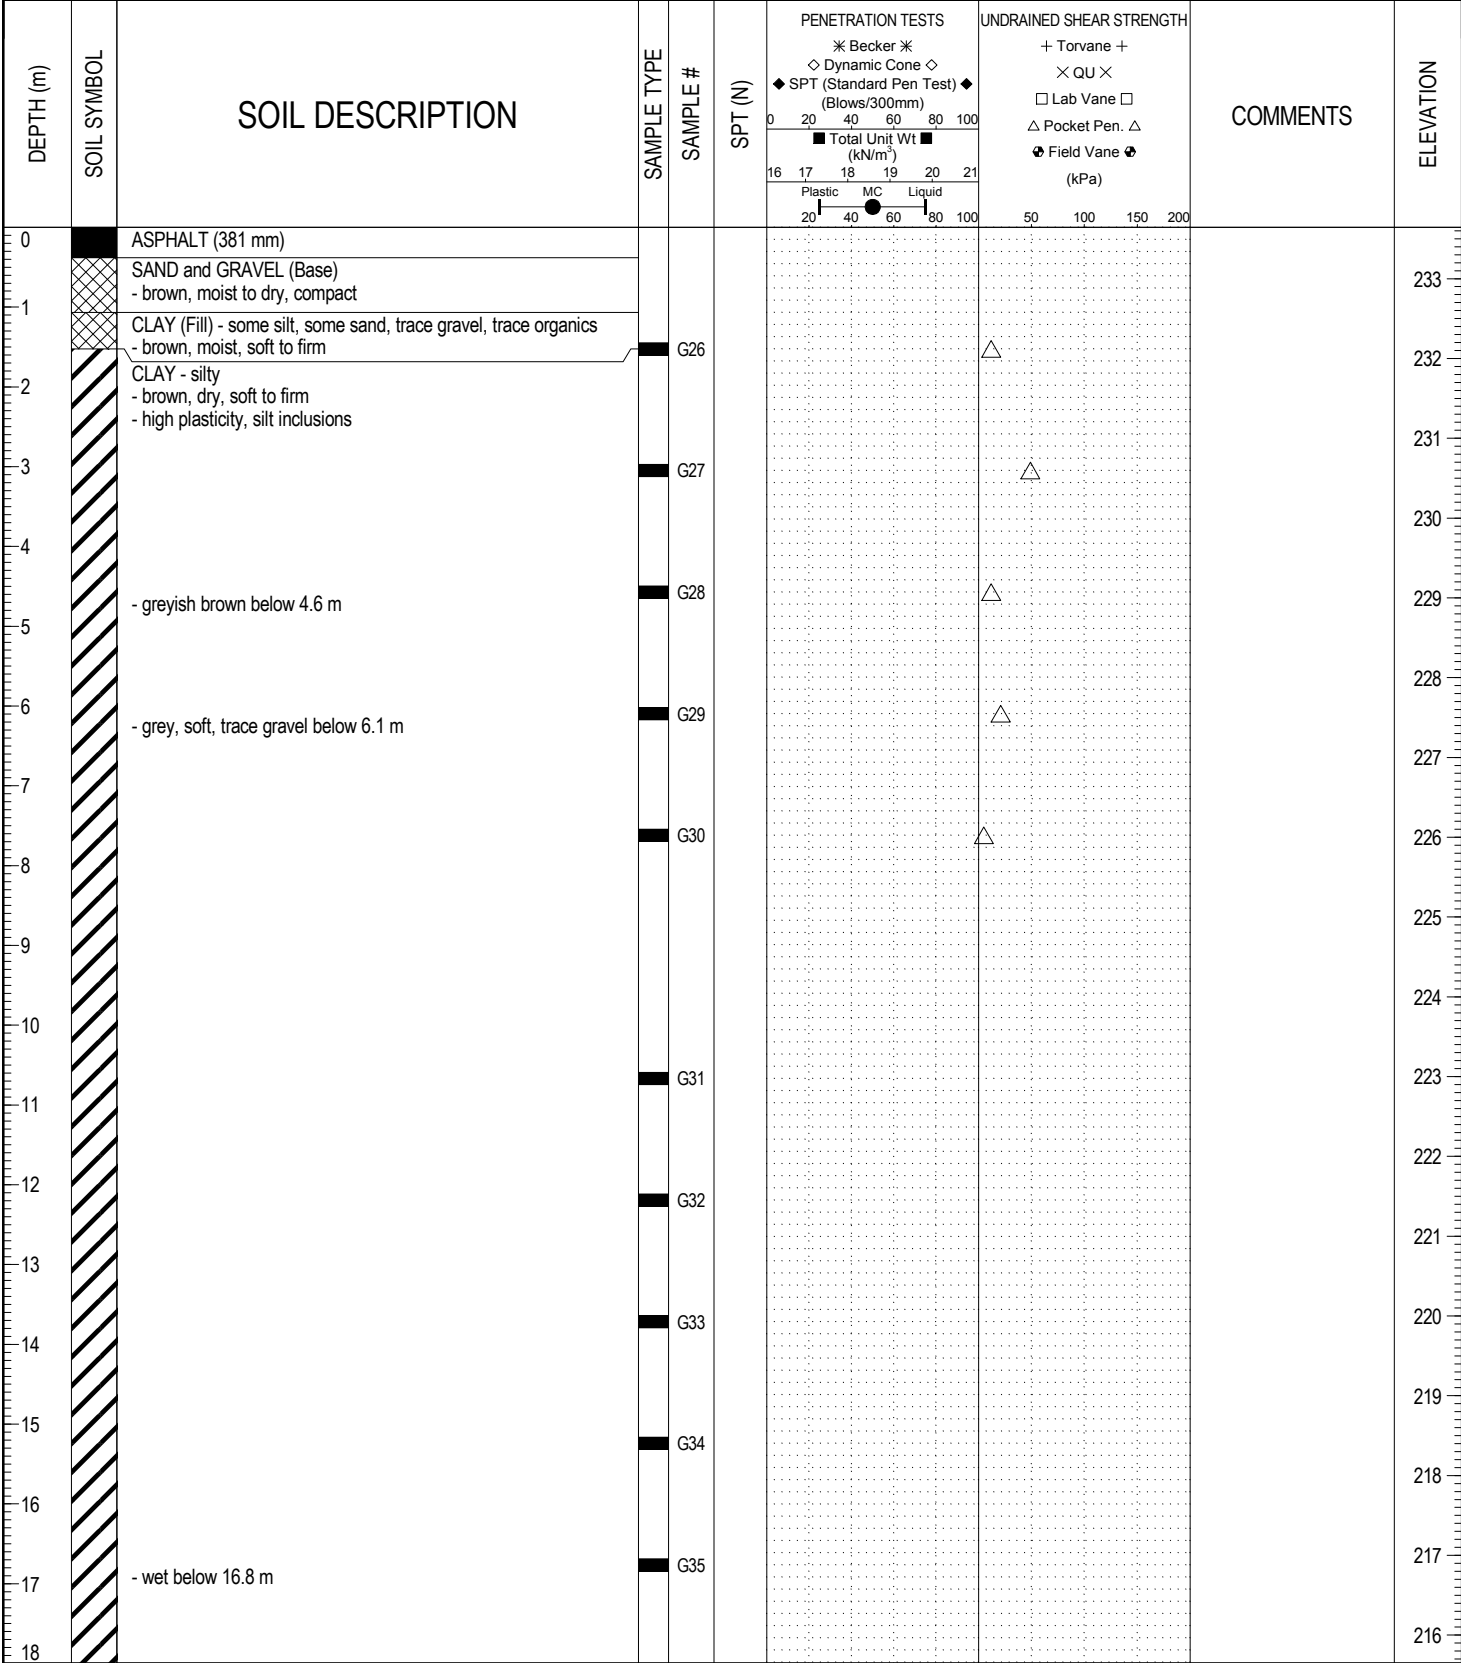 DEPTH (m)
SOIL SYMBOL
SOIL DESCRIPTION
SAMPLE TYPE
SAMPLE #
SPT (N)
PENETRATION TESTS
✳ Becker ✳
◇ Dynamic Cone ◇
◆ SPT (Standard Pen Test) ◆
(Blows/300mm)
0 20 40 60 80 100
■ Total Unit Wt ■
(kN/m³)
16 17 18 19 20 21
Plastic MC Liquid
20 40 60 80 100
UNDRAINED SHEAR STRENGTH
+ Torvane +
× QU ×
□ Lab Vane □
△ Pocket Pen. △
Field Vane
(kPa)
50 100 150 200
COMMENTS
ELEVATION
0
ASPHALT (381 mm)
SAND and GRAVEL (Base)
233
- brown, moist to dry, compact
1
CLAY (Fill) - some silt, some sand, trace gravel, trace organics
- brown, moist, soft to firm
G26
232
CLAY - silty
2
- brown, dry, soft to firm
- high plasticity, silt inclusions
231
3
G27
230
4
G28
229
- greyish brown below 4.6 m
5
228
6
G29
- grey, soft, trace gravel below 6.1 m
227
7
G30
226
8
225
9
224
10
G31
223
11
222
12
G32
221
13
G33
220
14
219
15
G34
218
16
217
G35
- wet below 16.8 m
17
216
18